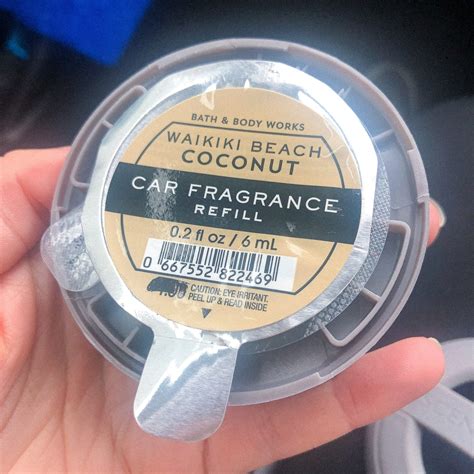 BATH & BODY WORKS
WAIKIKI BEACH
COCONUT
CAR FRAGRANCE
REFILL
0.2 fl oz / 6 mL
0 667552 822469
CAUTION: EYE IRRITANT.
PEEL UP & READ INSIDE